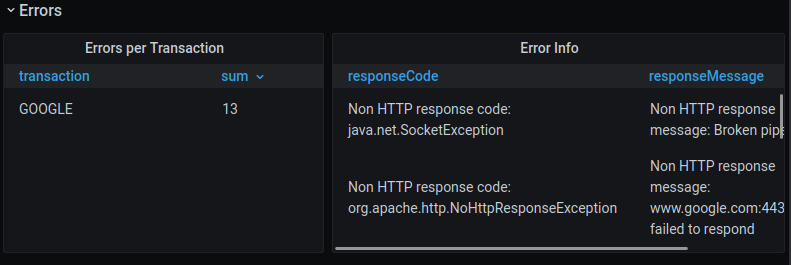 Errors
Errors per Transaction
transaction sum
GOOGLE 13
Error Info
responseCode responseMessage
Non HTTP response code:
java.net.SocketException
Non HTTP response
message: Broken pipe
Non HTTP response code:
org.apache.http.NoHttpResponseException
Non HTTP response
message:
www.google.com:443
failed to respond